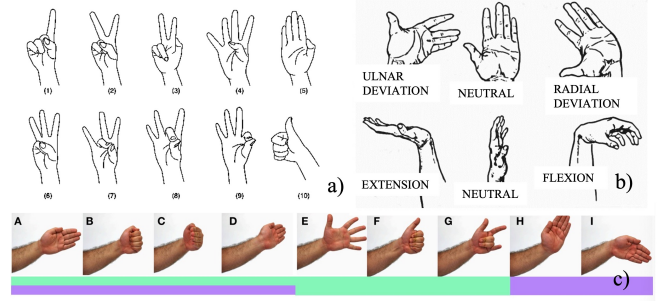 (1) (2) (3) (4) (5)
(6) (7) (8) (9) (10)
a)
ULNAR
DEVIATION
NEUTRAL
RADIAL
DEVIATION
EXTENSION
NEUTRAL
FLEXION
b)
A B C D E F G H I
c)